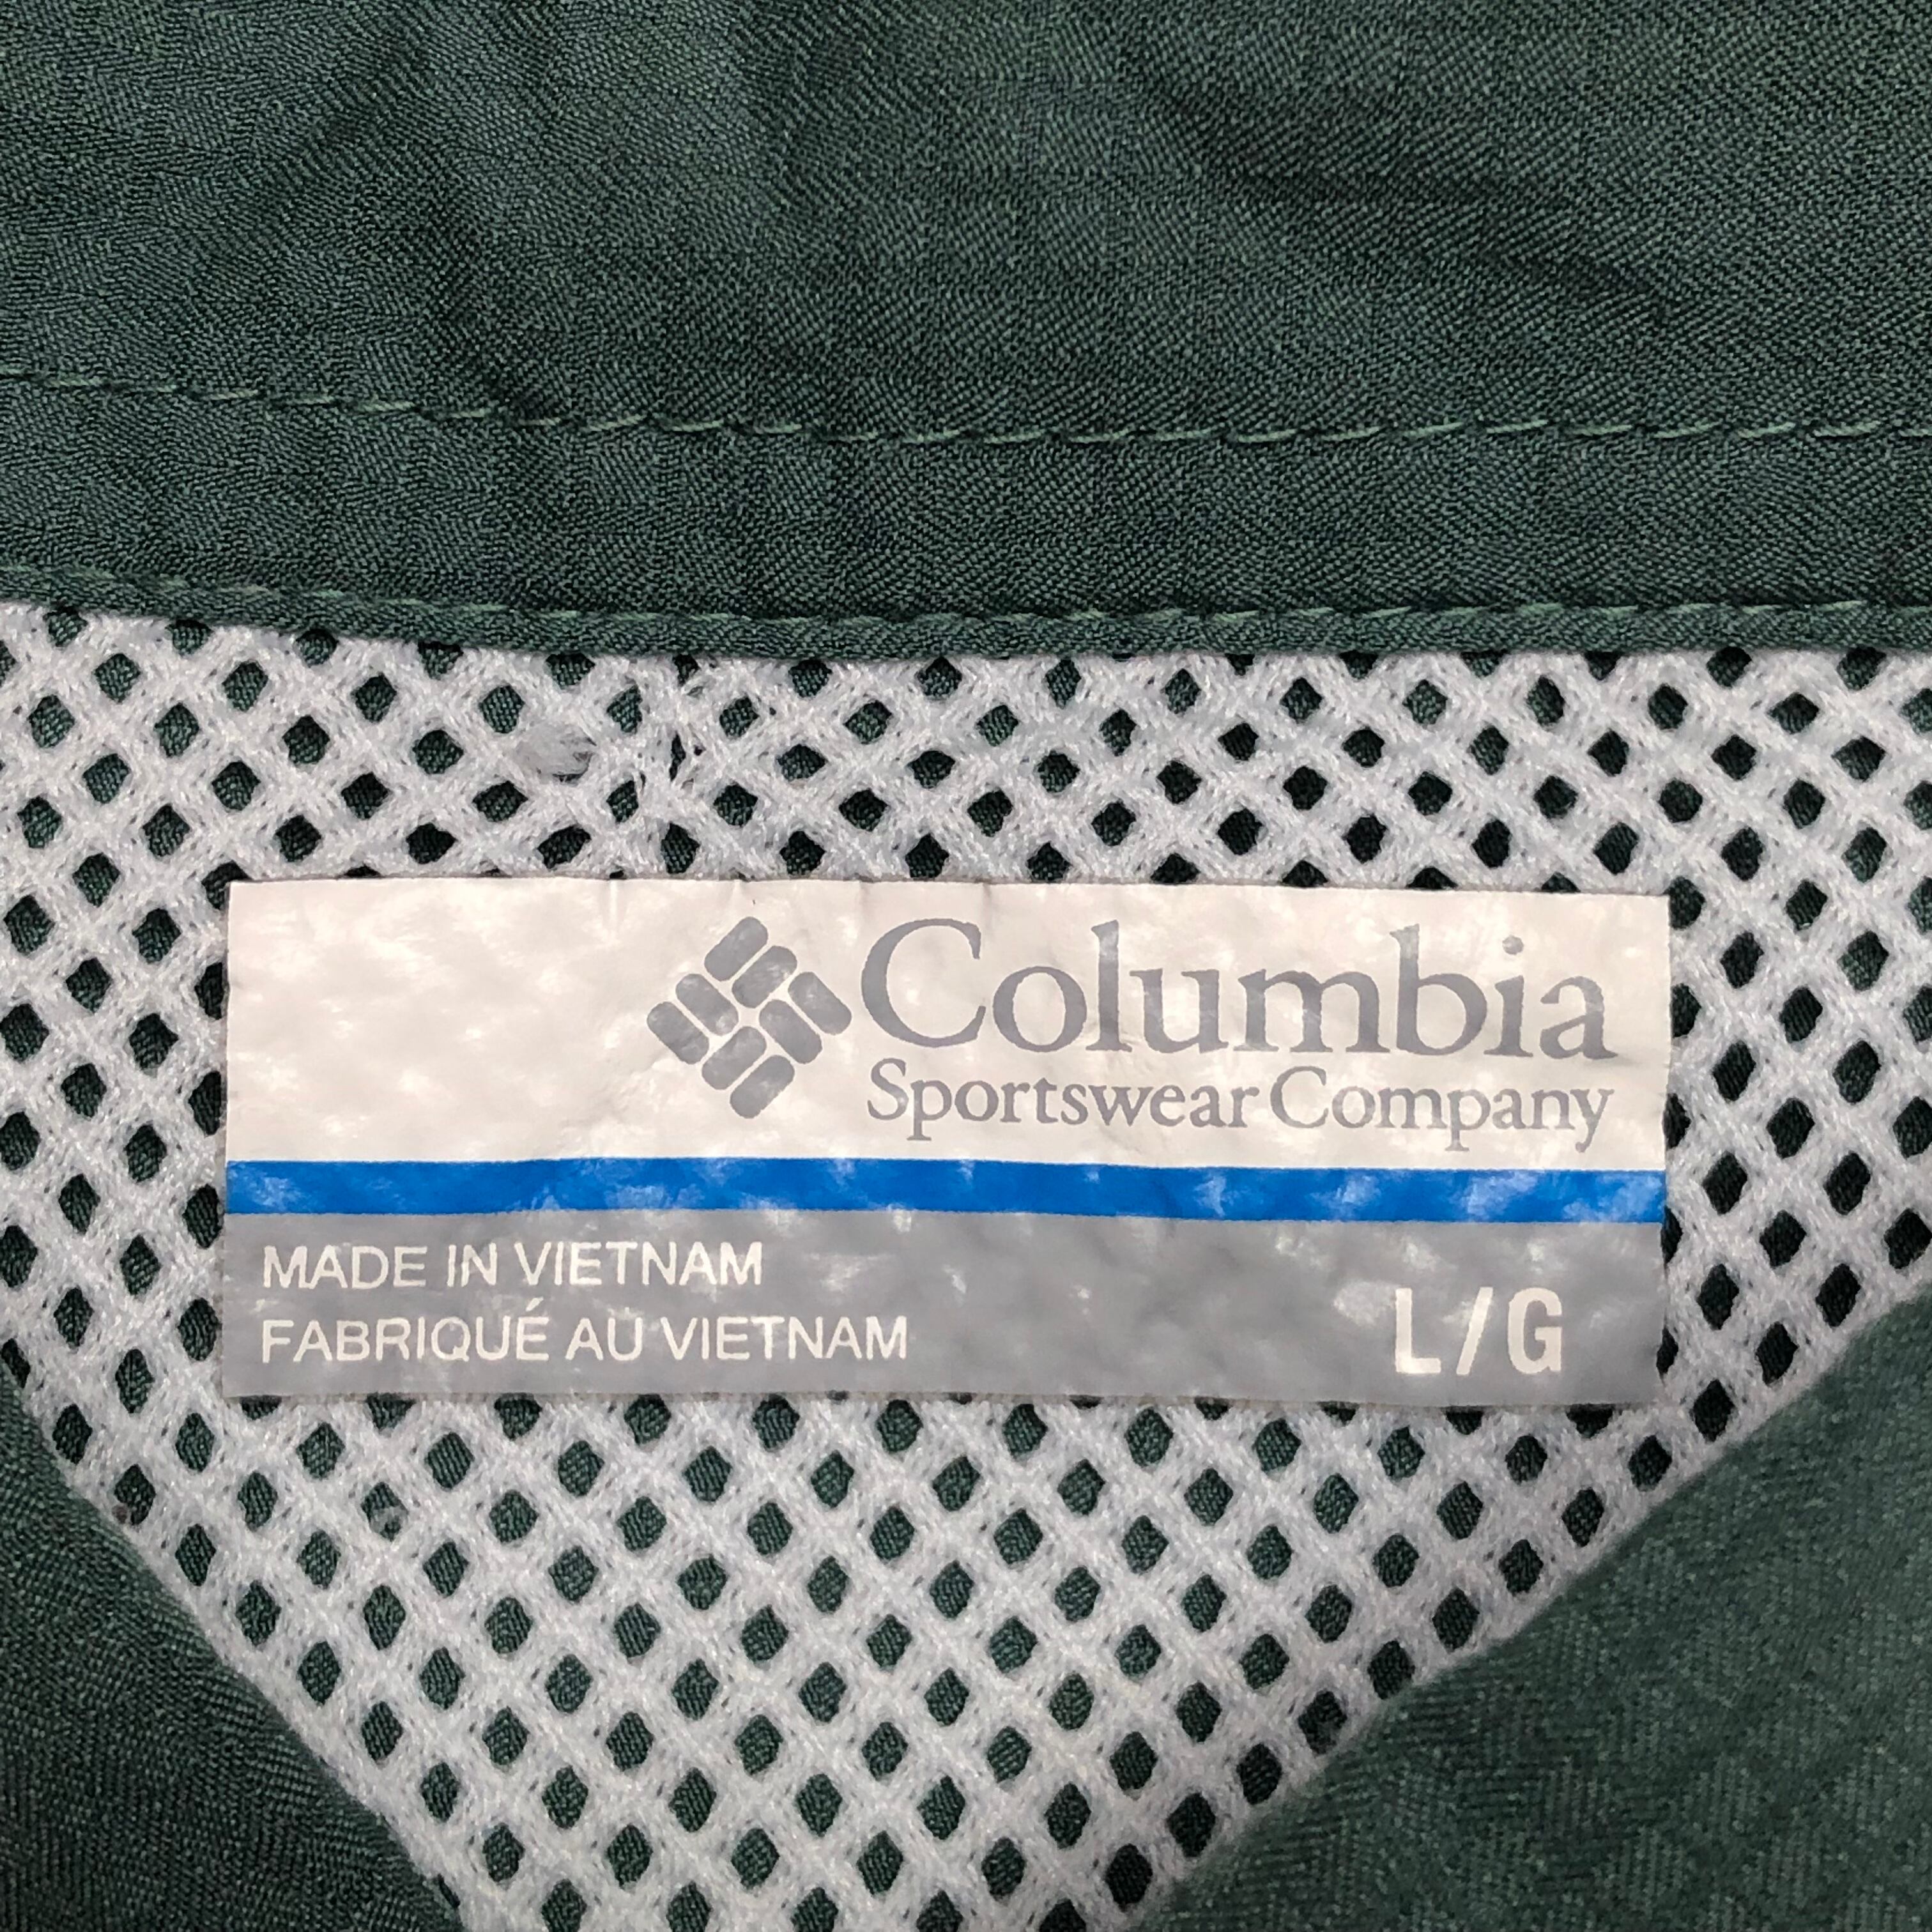 Columbia
Sportswear Company
MADE IN VIETNAM
FABRIQUÉ AU VIETNAM
L/G